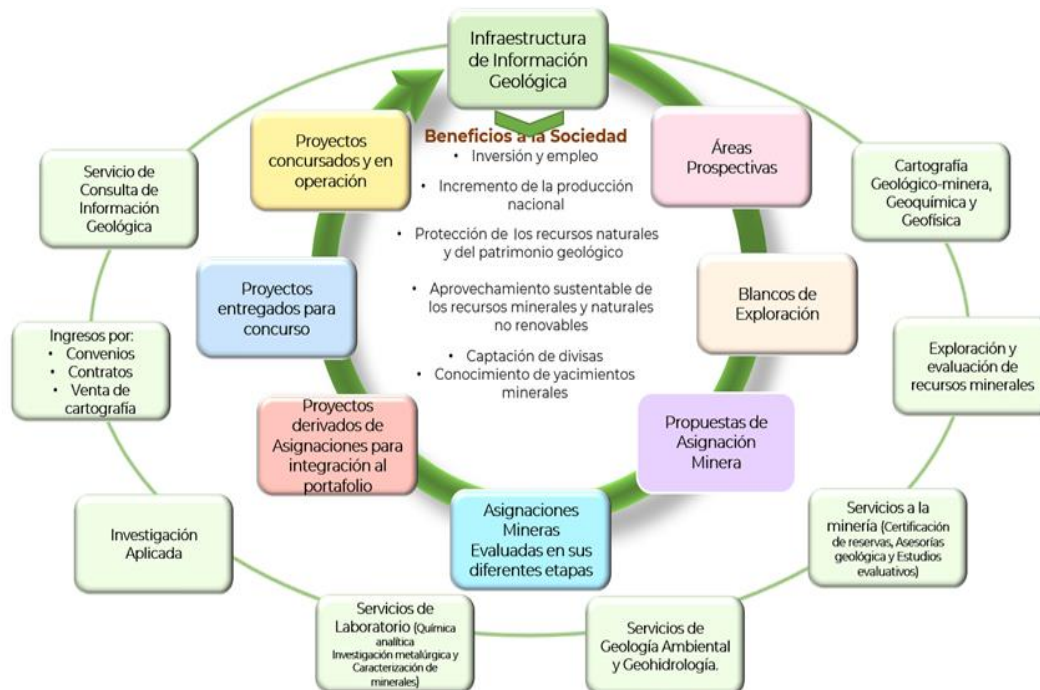 Infraestructura
de Información
Geológica
Beneficios a la Sociedad
• Inversión y empleo
• Incremento de la producción
nacional
• Protección de los recursos naturales
y del patrimonio geológico
• Aprovechamiento sustentable de
los recursos minerales y naturales
no renovables
• Captación de divisas
• Conocimiento de yacimientos
minerales
Áreas
Prospectivas
Blancos de
Exploración
Propuestas de
Asignación
Minera
Asignaciones
Mineras
Evaluadas en sus
diferentes etapas
Proyectos
derivados de
Asignaciones para
integración al
portafolio
Proyectos
entregados para
concurso
Proyectos
concursados y en
operación
Cartografía
Geológico-minera,
Geoquímica y
Geofísica
Exploración y
evaluación de
recursos minerales
Servicios a la
minería (Certificación
de reservas, Asesorías
geológica y Estudios
evaluativos)
Servicios de
Geología Ambiental
y Geohidrología.
Servicios de
Laboratorio (Química
analítica
Investigación metalúrgica y
Caracterización de
minerales)
Investigación
Aplicada
Ingresos por:
• Convenios
• Contratos
• Venta de
cartografía
Servicio de
Consulta de
Información
Geológica